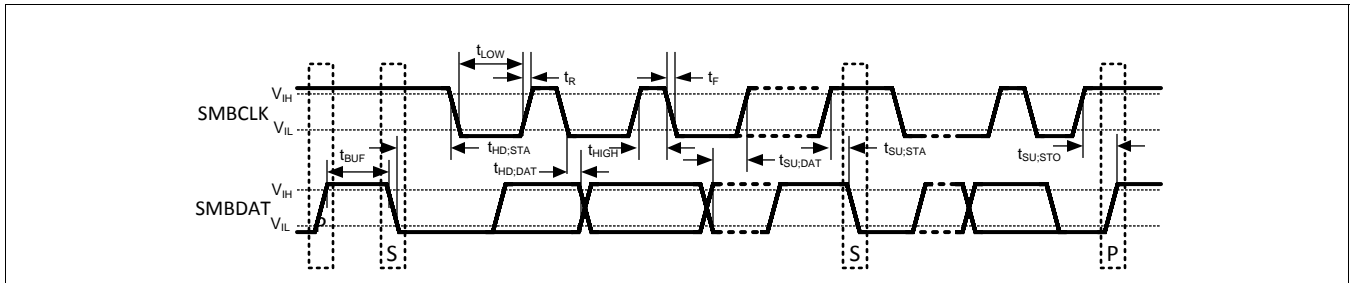 tLOW
tR
tF
VIH
SMBCLK
VIL
tBUF
tHD;STA
tHIGH
tSU;DAT
tSU;STA
tSU;STO
tHD;DAT
VIH
SMBDAT
VIL
P
S
S
P